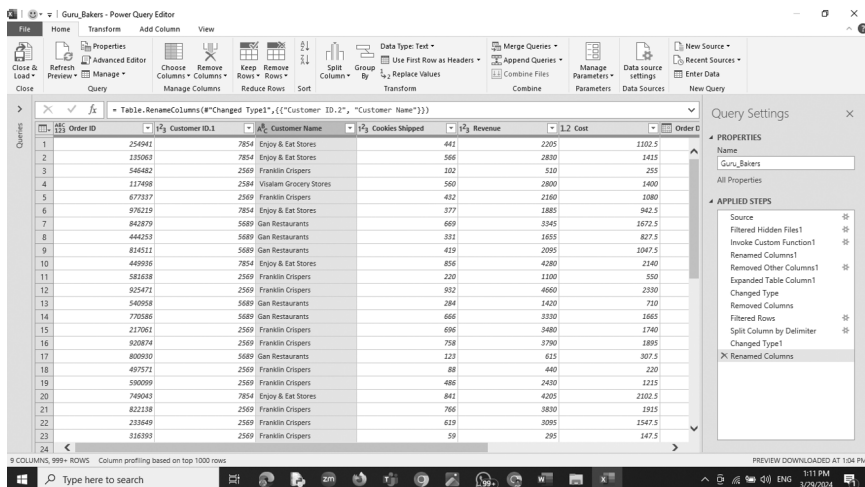 Guru_Bakers - Power Query Editor
File Home Transform Add Column View
Close & Load
Close
Refresh Preview
Properties
Advanced Editor
Manage
Query
Choose Columns
Remove Columns
Manage Columns
Keep Rows
Remove Rows
Reduce Rows
Sort
Split Column
Group By
Data Type: Text
Use First Row as Headers
Replace Values
Transform
Merge Queries
Append Queries
Combine Files
Combine
Manage Parameters
Parameters
Data source settings
Data Sources
New Source
Recent Sources
Enter Data
New Query
Queries
fx = Table.RenameColumns(#"Changed Type1",{{"Customer ID.2", "Customer Name"}})
ABC 123 Order ID 1²3 Customer ID.1 ABC Customer Name 1²3 Cookies Shipped 1²3 Revenue 1.2 Cost Order D
1 254941 7854 Enjoy & Eat Stores 441 2205 1102.5
2 135063 7854 Enjoy & Eat Stores 566 2830 1415
3 546482 2569 Franklin Crispers 102 510 255
4 117498 2584 Visalam Grocery Stores 560 2800 1400
5 677337 2569 Franklin Crispers 432 2160 1080
6 976219 7854 Enjoy & Eat Stores 377 1885 942.5
7 842879 5689 Gan Restaurants 669 3345 1672.5
8 444253 5689 Gan Restaurants 331 1655 827.5
9 814511 5689 Gan Restaurants 419 2095 1047.5
10 449936 7854 Enjoy & Eat Stores 856 4280 2140
11 581638 2569 Franklin Crispers 220 1100 550
12 925471 2569 Franklin Crispers 932 4660 2330
13 540958 5689 Gan Restaurants 284 1420 710
14 770586 5689 Gan Restaurants 666 3330 1665
15 217061 2569 Franklin Crispers 696 3480 1740
16 920874 2569 Franklin Crispers 758 3790 1895
17 800930 5689 Gan Restaurants 123 615 307.5
18 497571 2569 Franklin Crispers 88 440 220
19 590099 2569 Franklin Crispers 486 2430 1215
20 749043 7854 Enjoy & Eat Stores 841 4205 2102.5
21 822138 2569 Franklin Crispers 766 3830 1915
22 233649 2569 Franklin Crispers 619 3095 1547.5
23 316393 2569 Franklin Crispers 59 295 147.5
24
Query Settings
PROPERTIES
Name
Guru_Bakers
All Properties
APPLIED STEPS
Source
Filtered Hidden Files1
Invoke Custom Function1
Renamed Columns1
Removed Other Columns1
Expanded Table Column1
Changed Type
Removed Columns
Filtered Rows
Split Column by Delimiter
Changed Type1
Renamed Columns
9 COLUMNS, 999+ ROWS Column profiling based on top 1000 rows
PREVIEW DOWNLOADED AT 1:04 PM
Type here to search
zm
99+
ENG
1:11 PM
3/29/2024